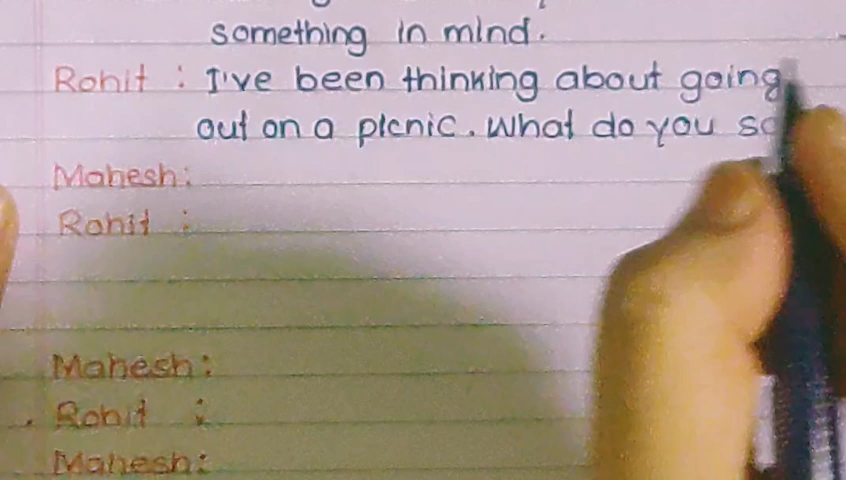 something in mind.
Rohit : I've been thinking about going
out on a picnic. What do you
Mahesh:
Rohit :
Mahesh:
Rohit :
Mahesh: